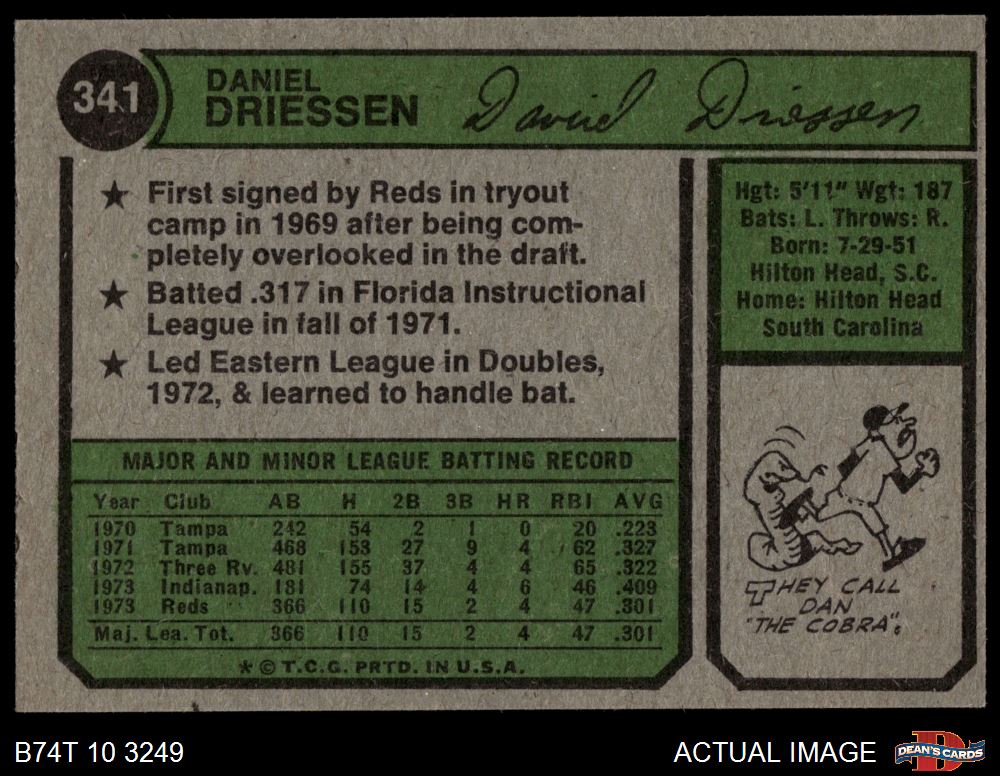 341
DANIEL
DRIESSEN
Daniel Driessen
★ First signed by Reds in tryout
camp in 1969 after being com-
pletely overlooked in the draft.
★ Batted .317 in Florida Instructional
League in fall of 1971.
★ Led Eastern League in Doubles,
1972, & learned to handle bat.
Hgt: 5'11" Wgt: 187
Bats: L. Throws: R.
Born: 7-29-51
Hilton Head, S.C.
Home: Hilton Head
South Carolina
MAJOR AND MINOR LEAGUE BATTING RECORD
Year Club AB H 2B 3B HR RBI AVG
1970 Tampa 242 54 2 1 0 20 .223
1971 Tampa 468 153 27 9 4 62 .327
1972 Three Rv. 481 155 37 4 4 65 .322
1973 Indianap. 181 74 14 4 6 46 .409
1973 Reds 366 110 15 2 4 47 .301
Maj. Lea. Tot. 366 110 15 2 4 47 .301
* © T.C.G. PRTD. IN U.S.A.
THEY CALL
DAN
"THE COBRA".
B74T 10 3249
ACTUAL IMAGE
DEAN'S CARDS